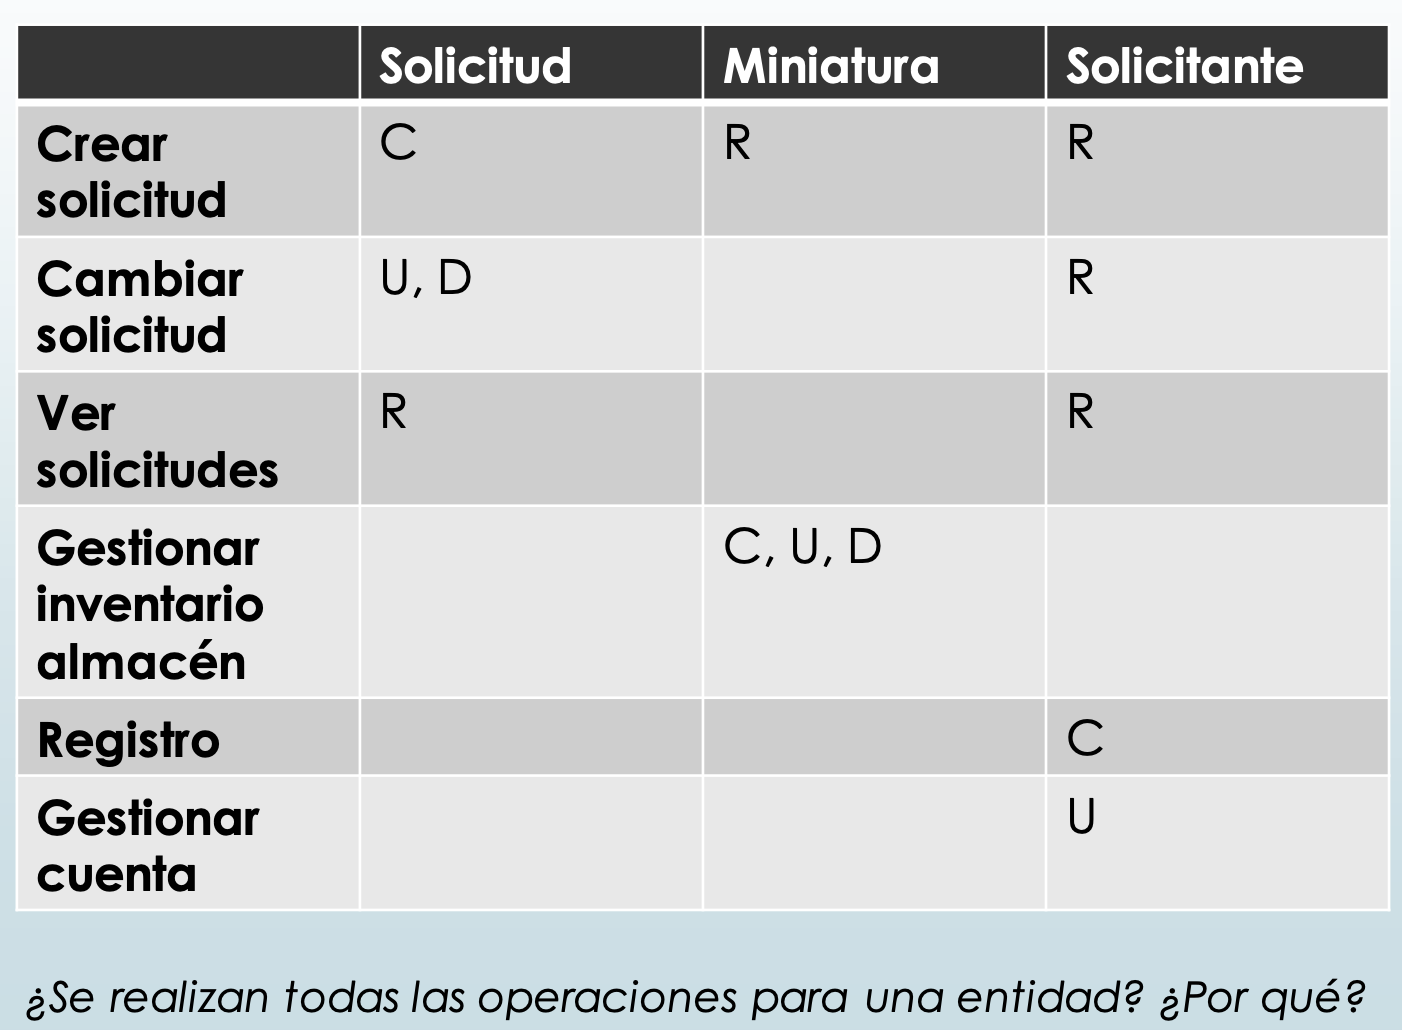 Solicitud Miniatura Solicitante
Crear C R R
solicitud
Cambiar U, D R
solicitud
Ver R R
solicitudes
Gestionar C, U, D
inventario
almacén
Registro C
Gestionar U
cuenta
¿Se realizan todas las operaciones para una entidad? ¿Por qué?